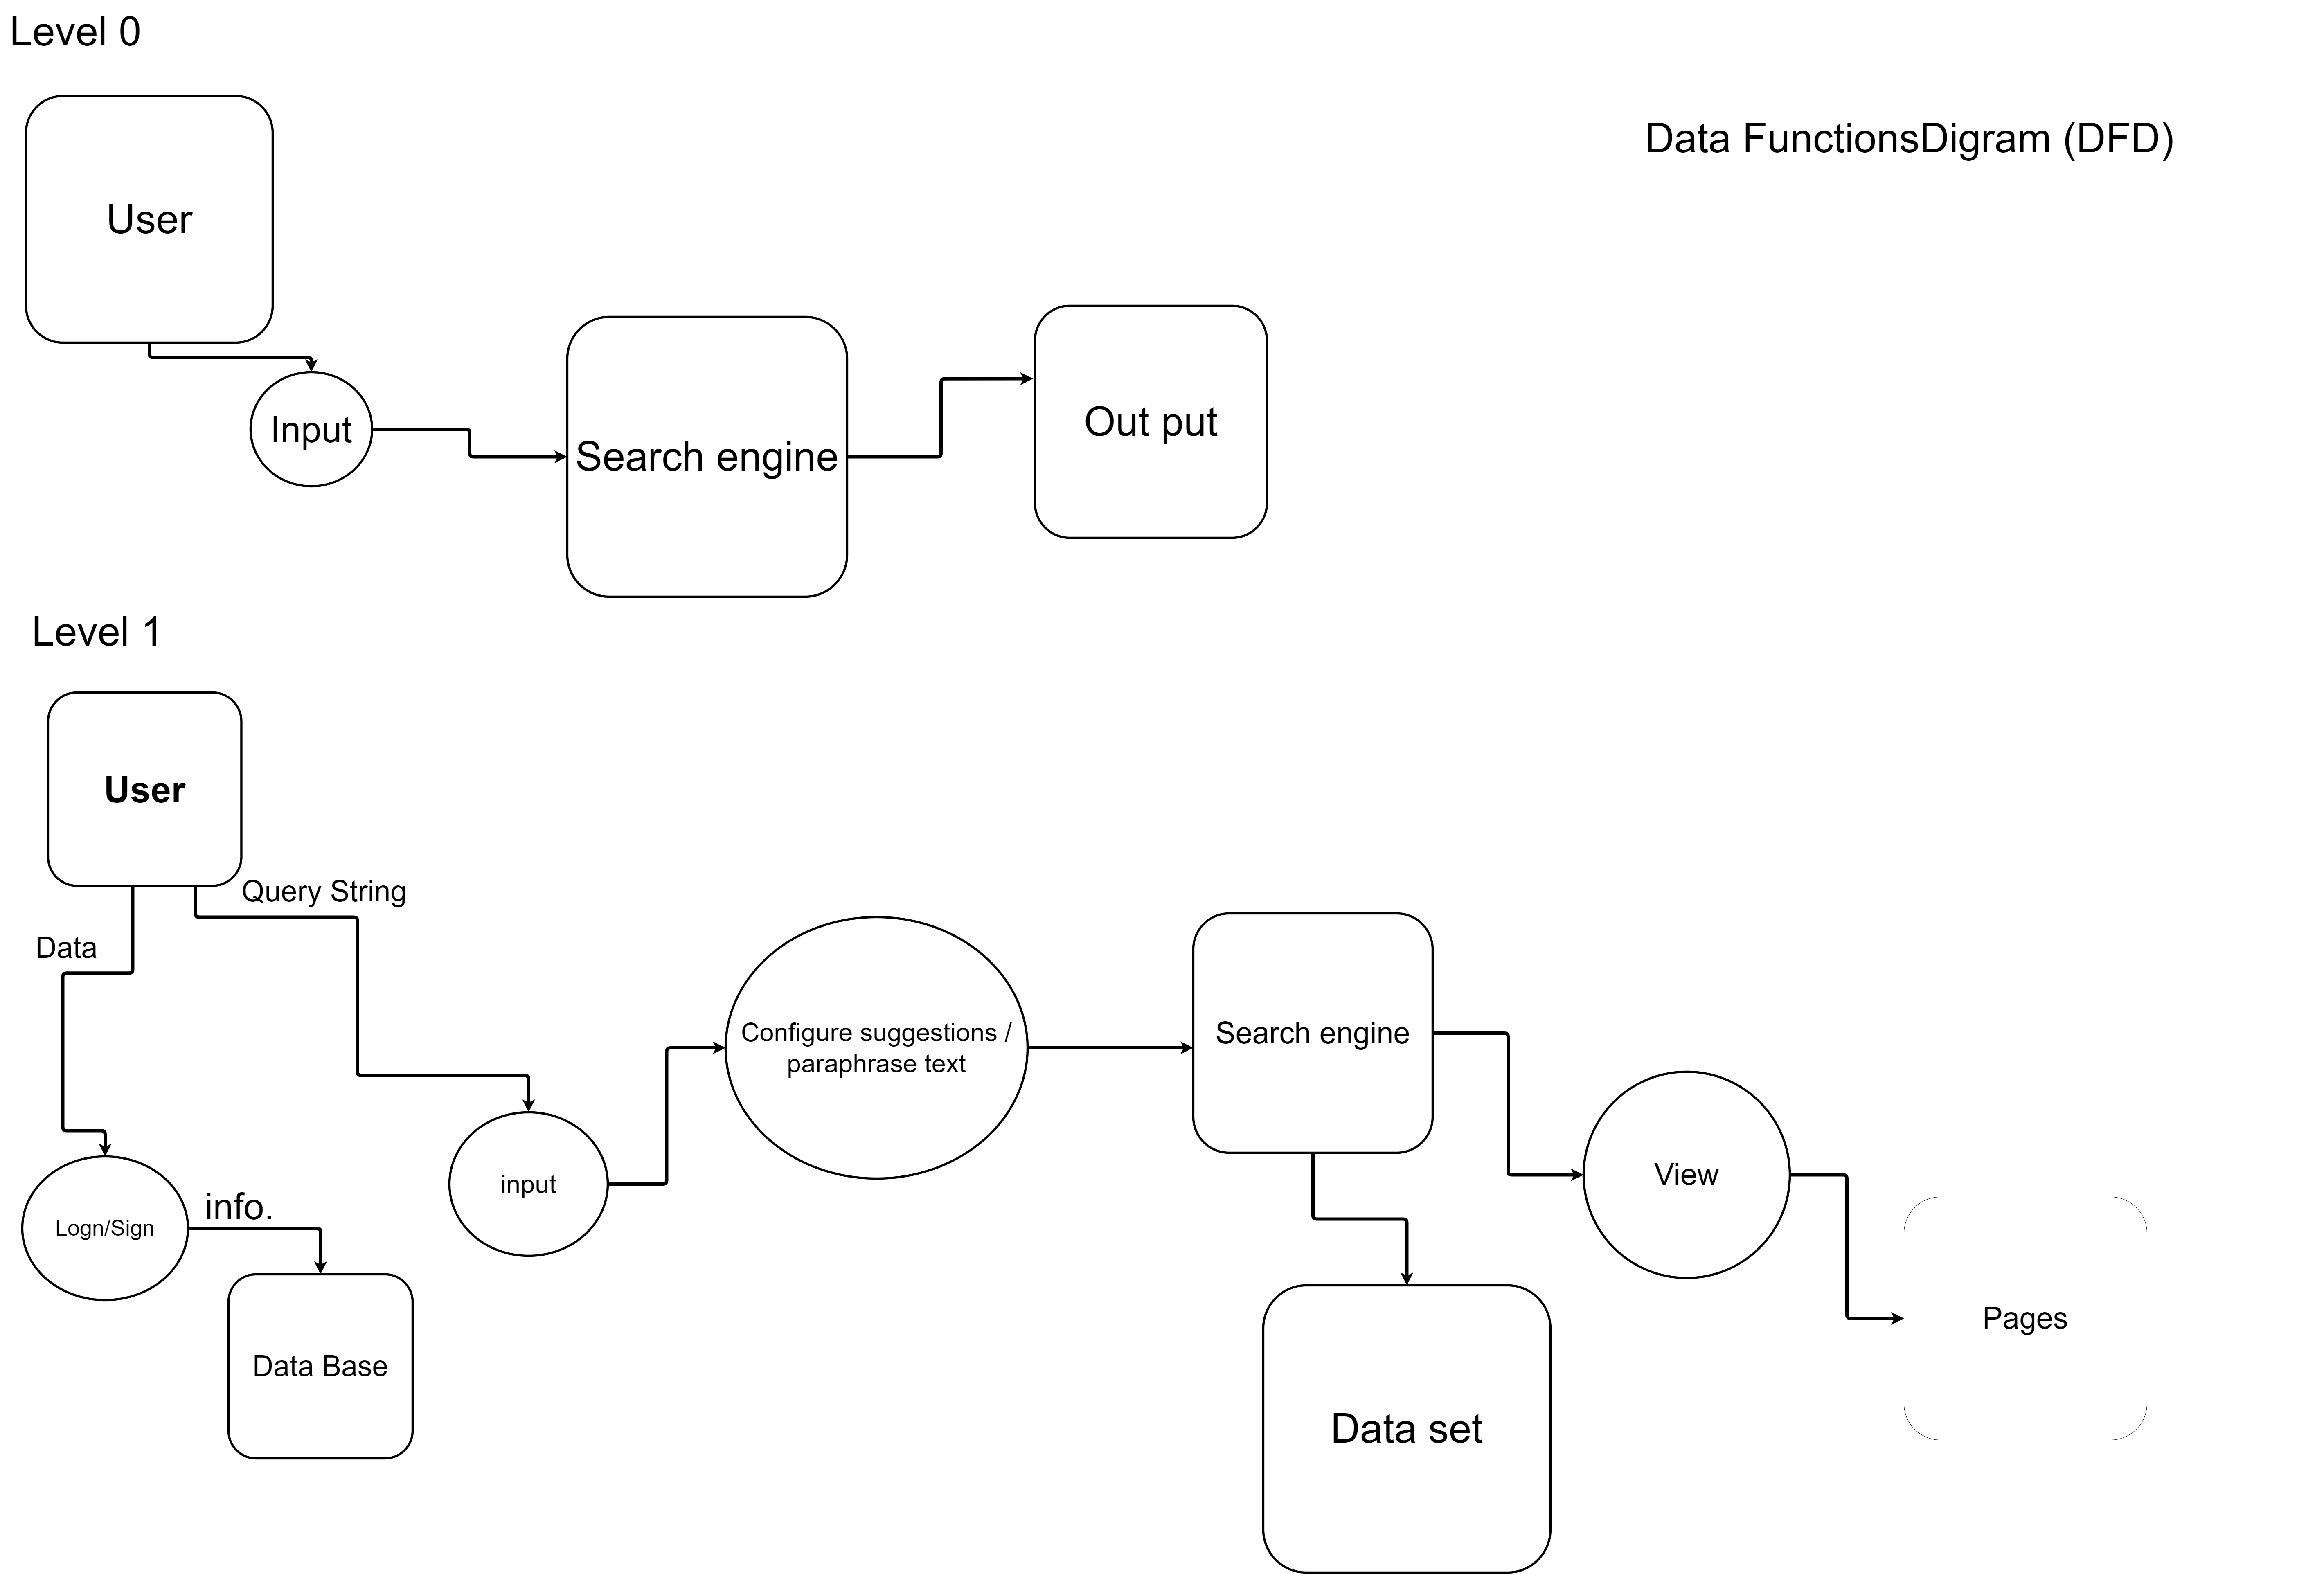 Level 0
Data FunctionsDigram (DFD)
User
Input
Search engine
Out put
Level 1
User
Query String
Data
Configure suggestions /
paraphrase text
Search engine
View
input
info.
Logn/Sign
Pages
Data Base
Data set